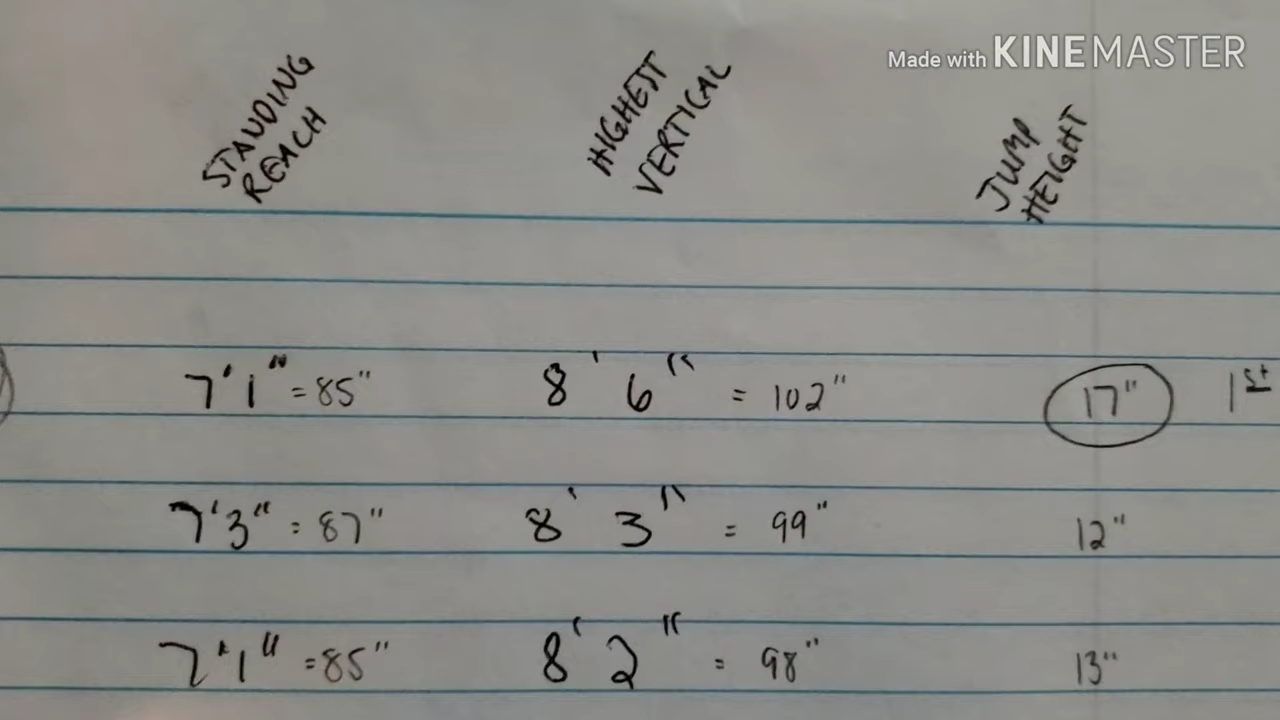 Made with KINEMASTER
STANDING REACH HIGHEST VERTICAL JUMP HEIGHT
7'1" = 85" 8'6" = 102" 17" 1st
7'3" = 87" 8'3" = 99" 12"
7'1" = 85" 8'2" = 98" 13"